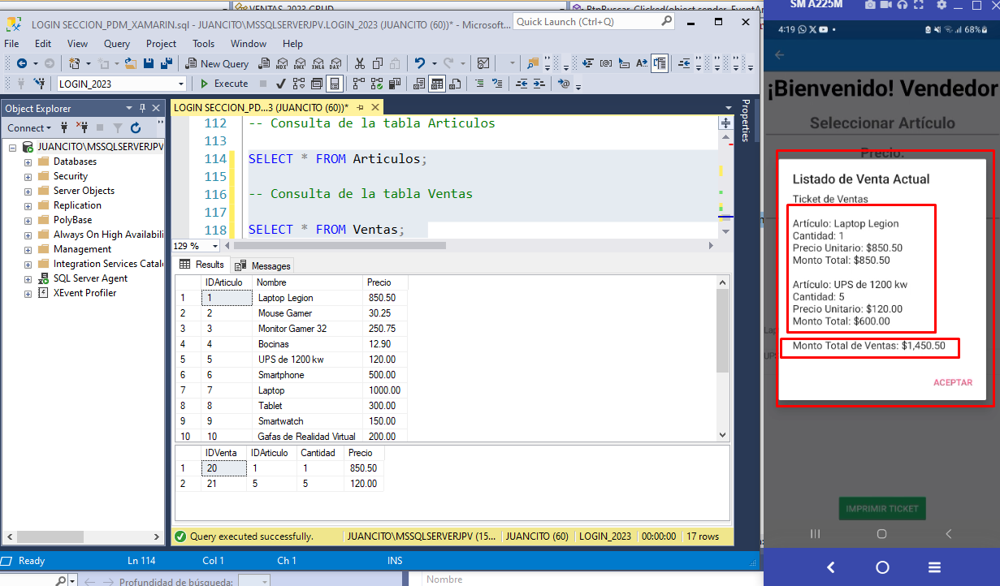 VENTAS_2023 CRUD
BtnBuscar_Clicked(object sender, EventAr
LOGIN SECCION_PDM_XAMARIN.sql - JUANCITO\MSSQLSERVERJPV.LOGIN_2023 (JUANCITO (60))* - Microsoft...
Quick Launch (Ctrl+Q)
File Edit View Query Project Tools Window Help
New Query
MDX DMX XMLA DAX
LOGIN_2023
Execute
Object Explorer
Connect
JUANCITO\MSSQLSERVERJPV
Databases
Security
Server Objects
Replication
PolyBase
Always On High Availabili
Management
Integration Services Catalo
SQL Server Agent
XEvent Profiler
LOGIN SECCION_PD...3 (JUANCITO (60))*
Properties
112 -- Consulta de la tabla Articulos
113
114 SELECT * FROM Articulos;
115
116 -- Consulta de la tabla Ventas
117
118 SELECT * FROM Ventas;
129 %
Results Messages
IDArticulo Nombre Precio
1 1 Laptop Legion 850.50
2 2 Mouse Gamer 30.25
3 3 Monitor Gamer 32 250.75
4 4 Bocinas 12.90
5 5 UPS de 1200 kw 120.00
6 6 Smartphone 500.00
7 7 Laptop 1000.00
8 8 Tablet 300.00
9 9 Smartwatch 150.00
10 10 Gafas de Realidad Virtual 200.00
IDVenta IDArticulo Cantidad Precio
1 20 1 1 850.50
2 21 5 5 120.00
Query executed successfully. JUANCITO\MSSQLSERVERJPV (15... JUANCITO (60) LOGIN_2023 00:00:00 17 rows
Ready Ln 114 Col 1 Ch 1 INS
Profundidad de búsqueda:
Nombre
SM A225M
4:19 68%
¡Bienvenido! Vendedor
Seleccionar Artículo
Precio:
Listado de Venta Actual
Ticket de Ventas
Artículo: Laptop Legion
Cantidad: 1
Precio Unitario: $850.50
Monto Total: $850.50
Artículo: UPS de 1200 kw
Cantidad: 5
Precio Unitario: $120.00
Monto Total: $600.00
Monto Total de Ventas: $1,450.50
ACEPTAR
Lap
UPS
IMPRIMIR TICKET